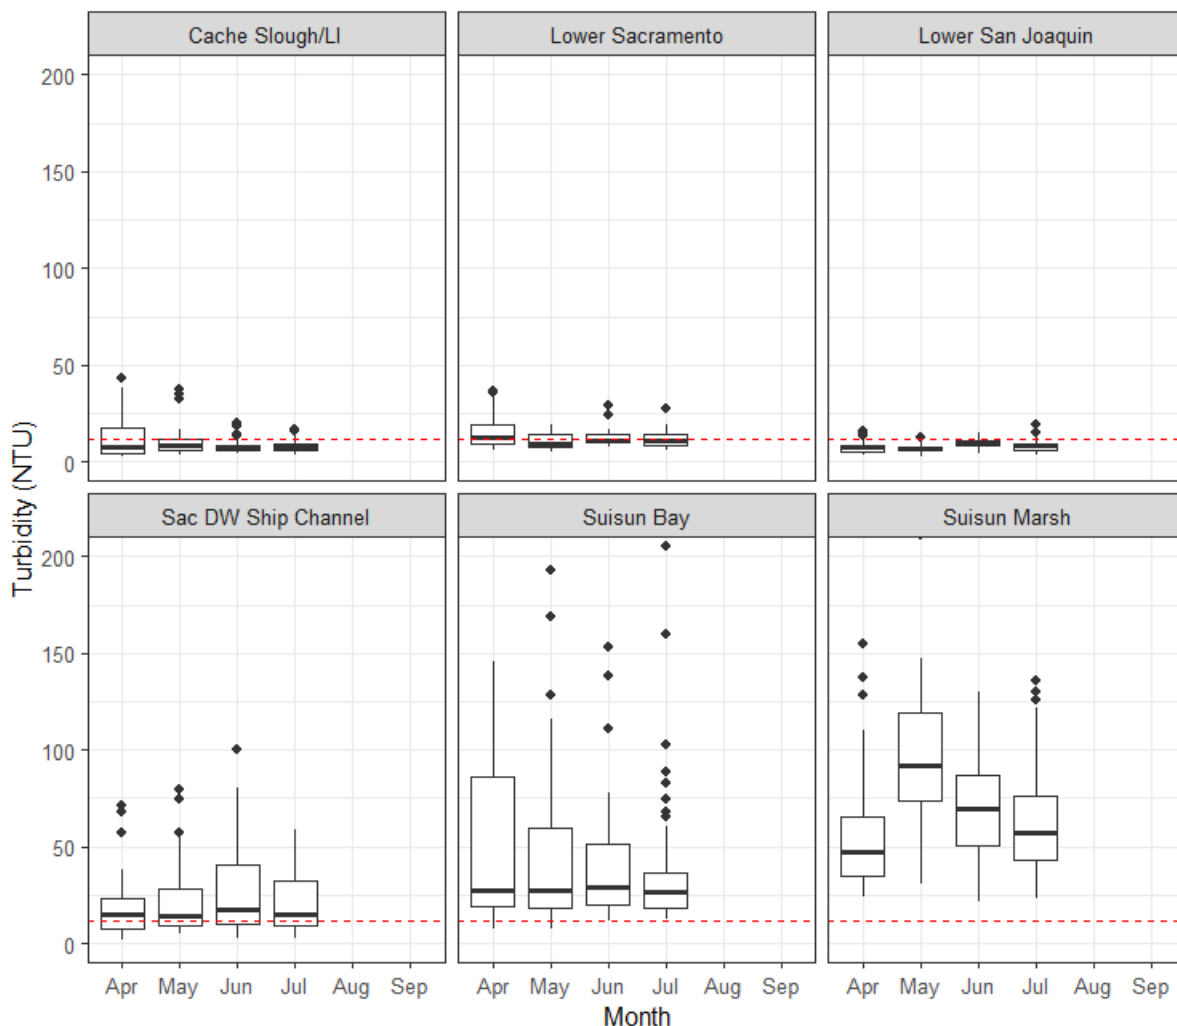 Cache Slough/LI Lower Sacramento Lower San Joaquin
200
150
100
50
0
Sac DW Ship Channel Suisun Bay Suisun Marsh
Turbidity (NTU)
200
150
100
50
0
Apr May Jun Jul Aug Sep Apr May Jun Jul Aug Sep Apr May Jun Jul Aug Sep
Month